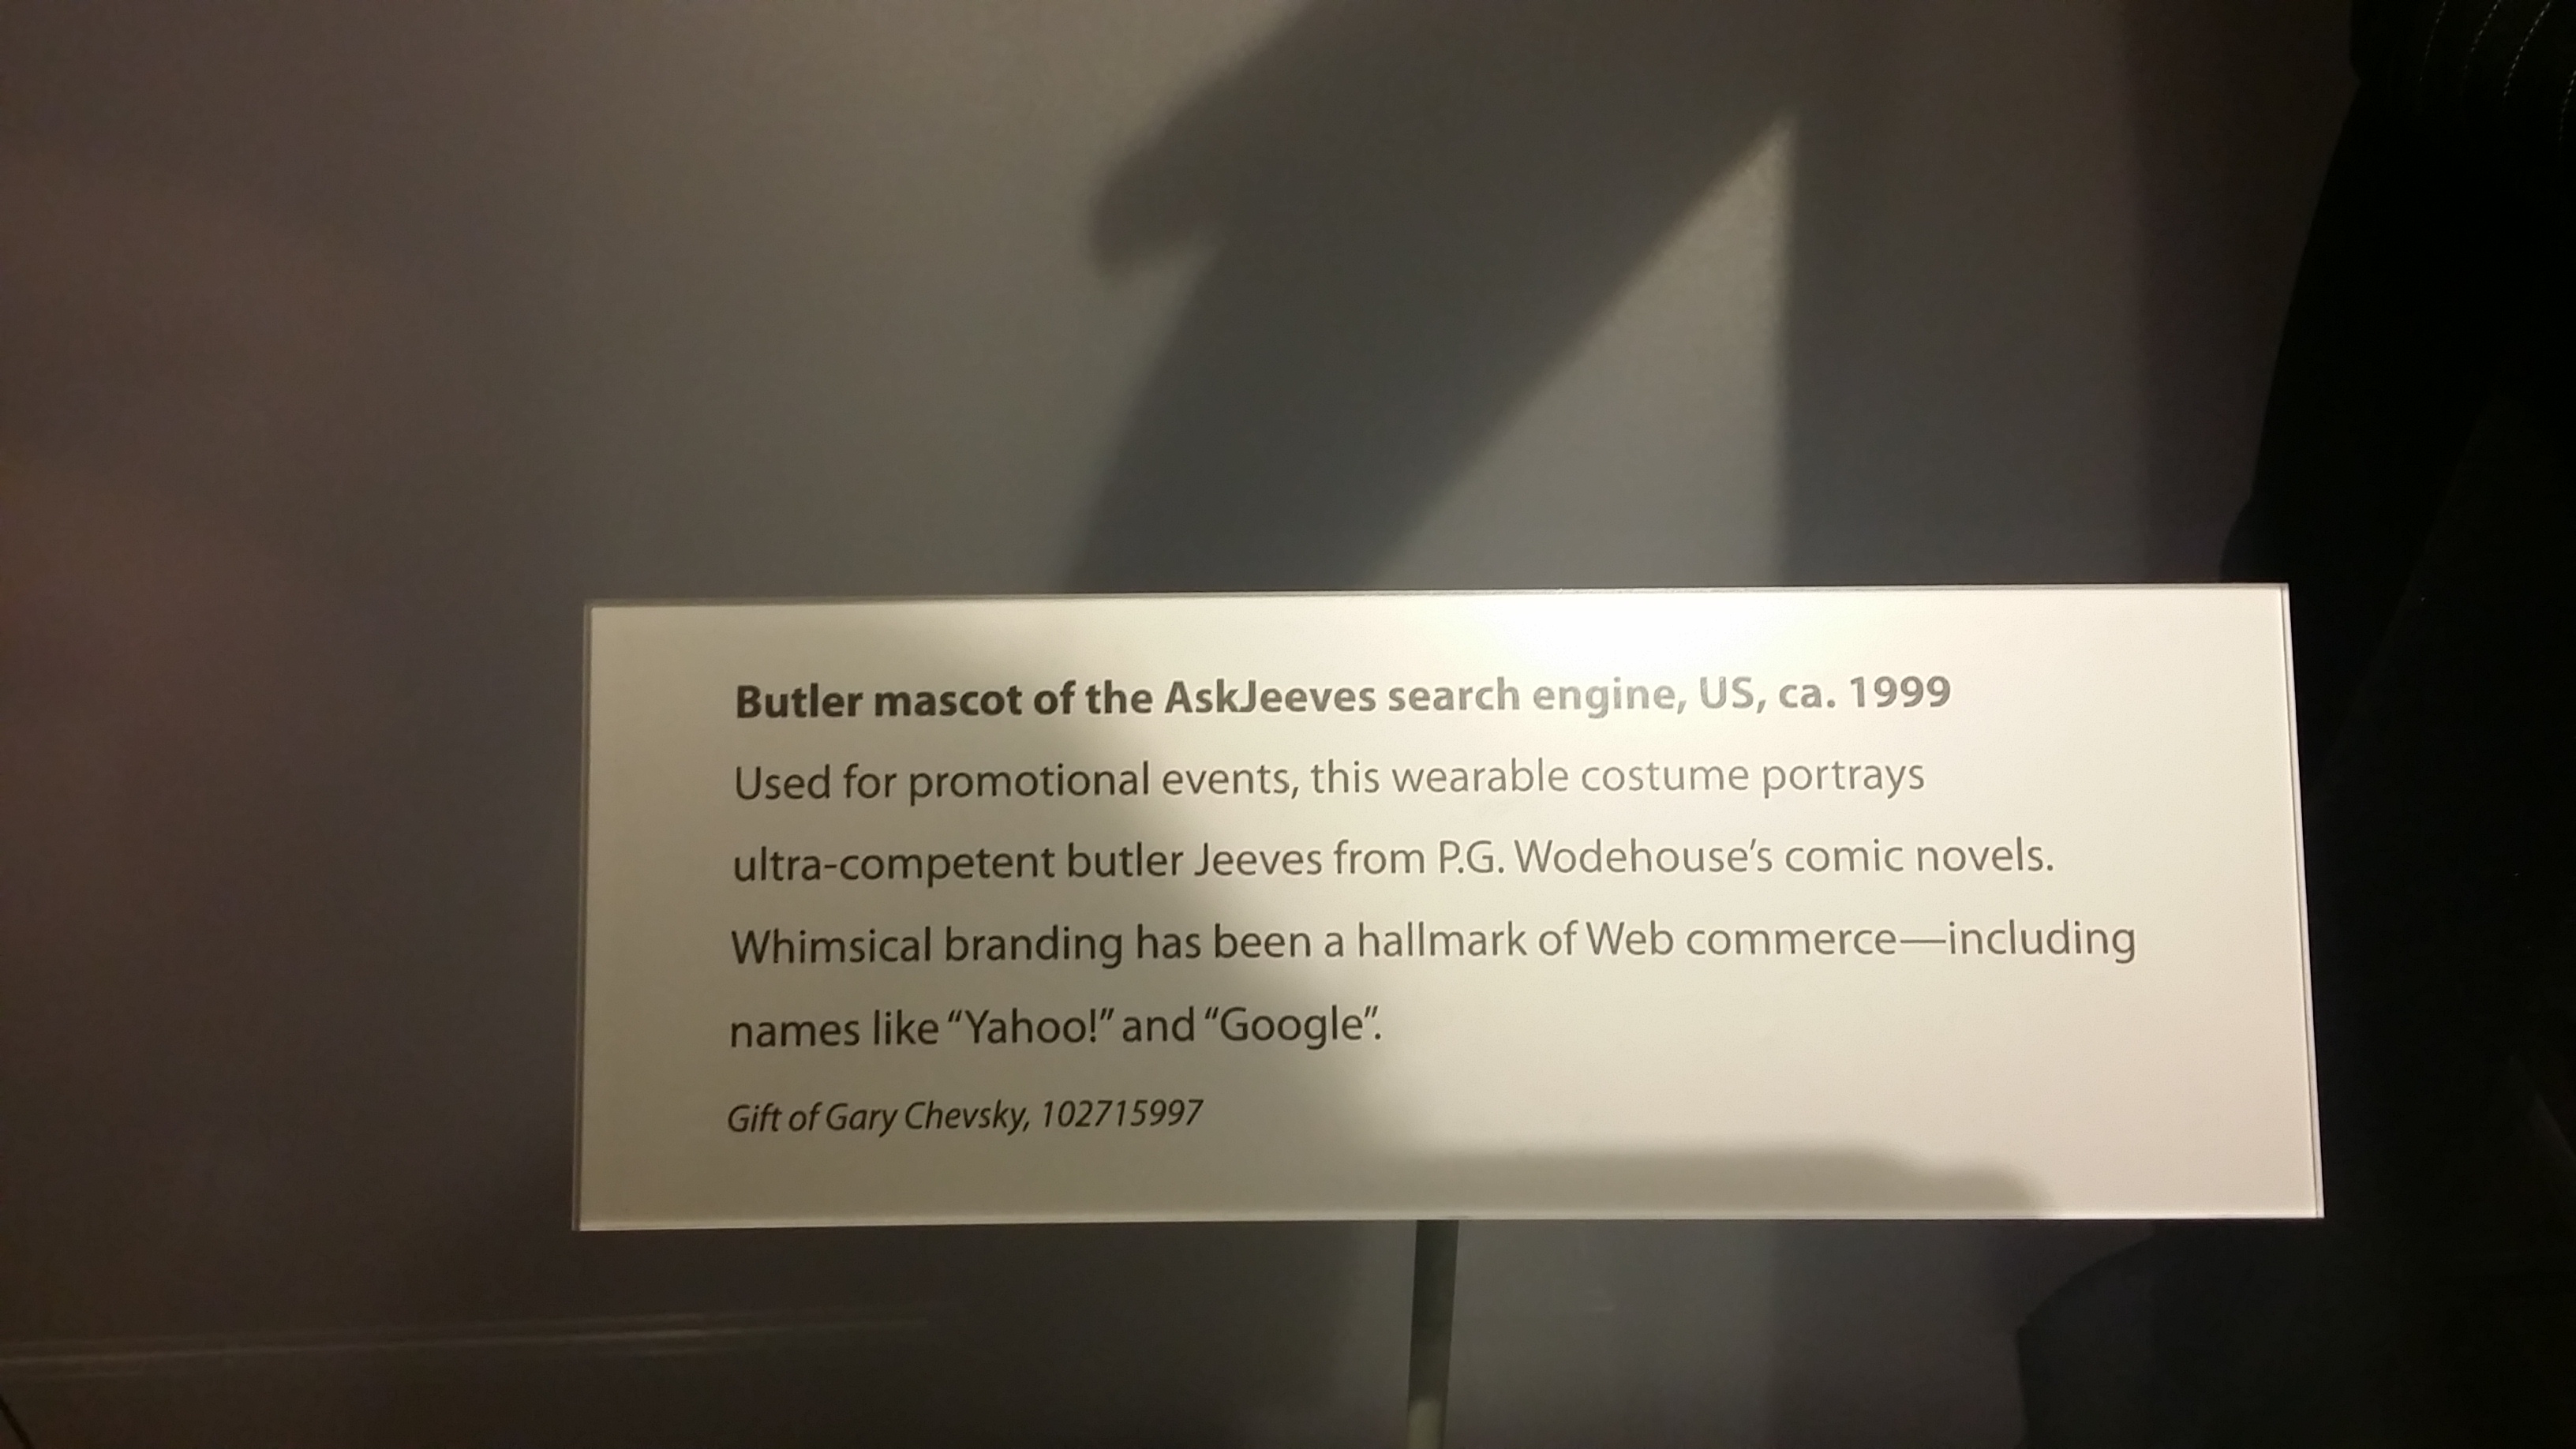 Butler mascot of the AskJeeves search engine, US, ca. 1999
Used for promotional events, this wearable costume portrays
ultra-competent butler Jeeves from P.G. Wodehouse’s comic novels.
Whimsical branding has been a hallmark of Web commerce—including
names like “Yahoo!” and “Google”.
Gift of Gary Chevsky, 102715997